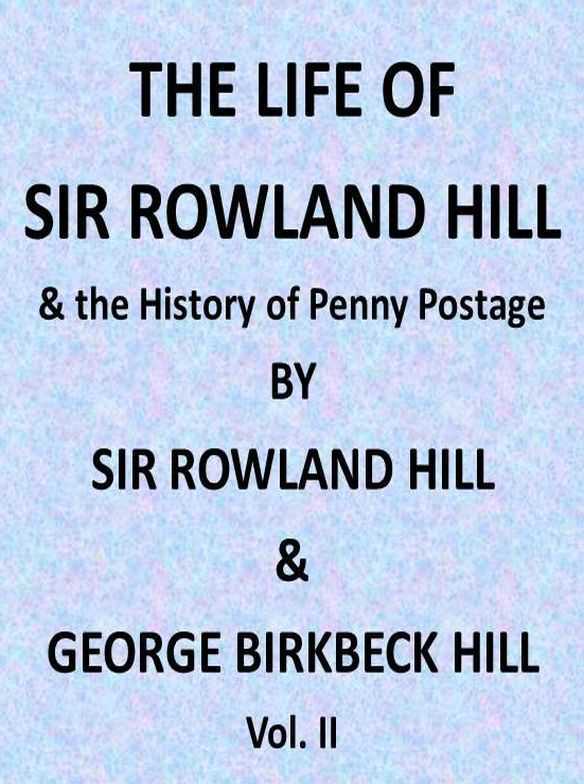 THE LIFE OF
SIR ROWLAND HILL
& the History of Penny Postage
BY
SIR ROWLAND HILL
&
GEORGE BIRKBECK HILL
Vol. II